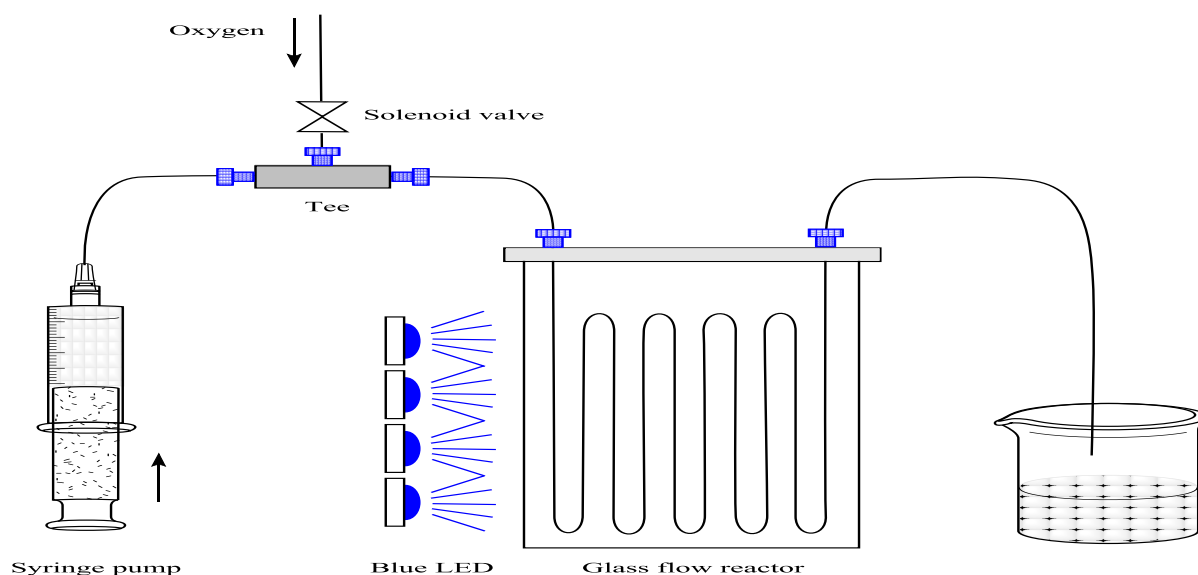 Oxygen
Solenoid valve
Tee
Syringe pump
Blue LED
Glass flow reactor